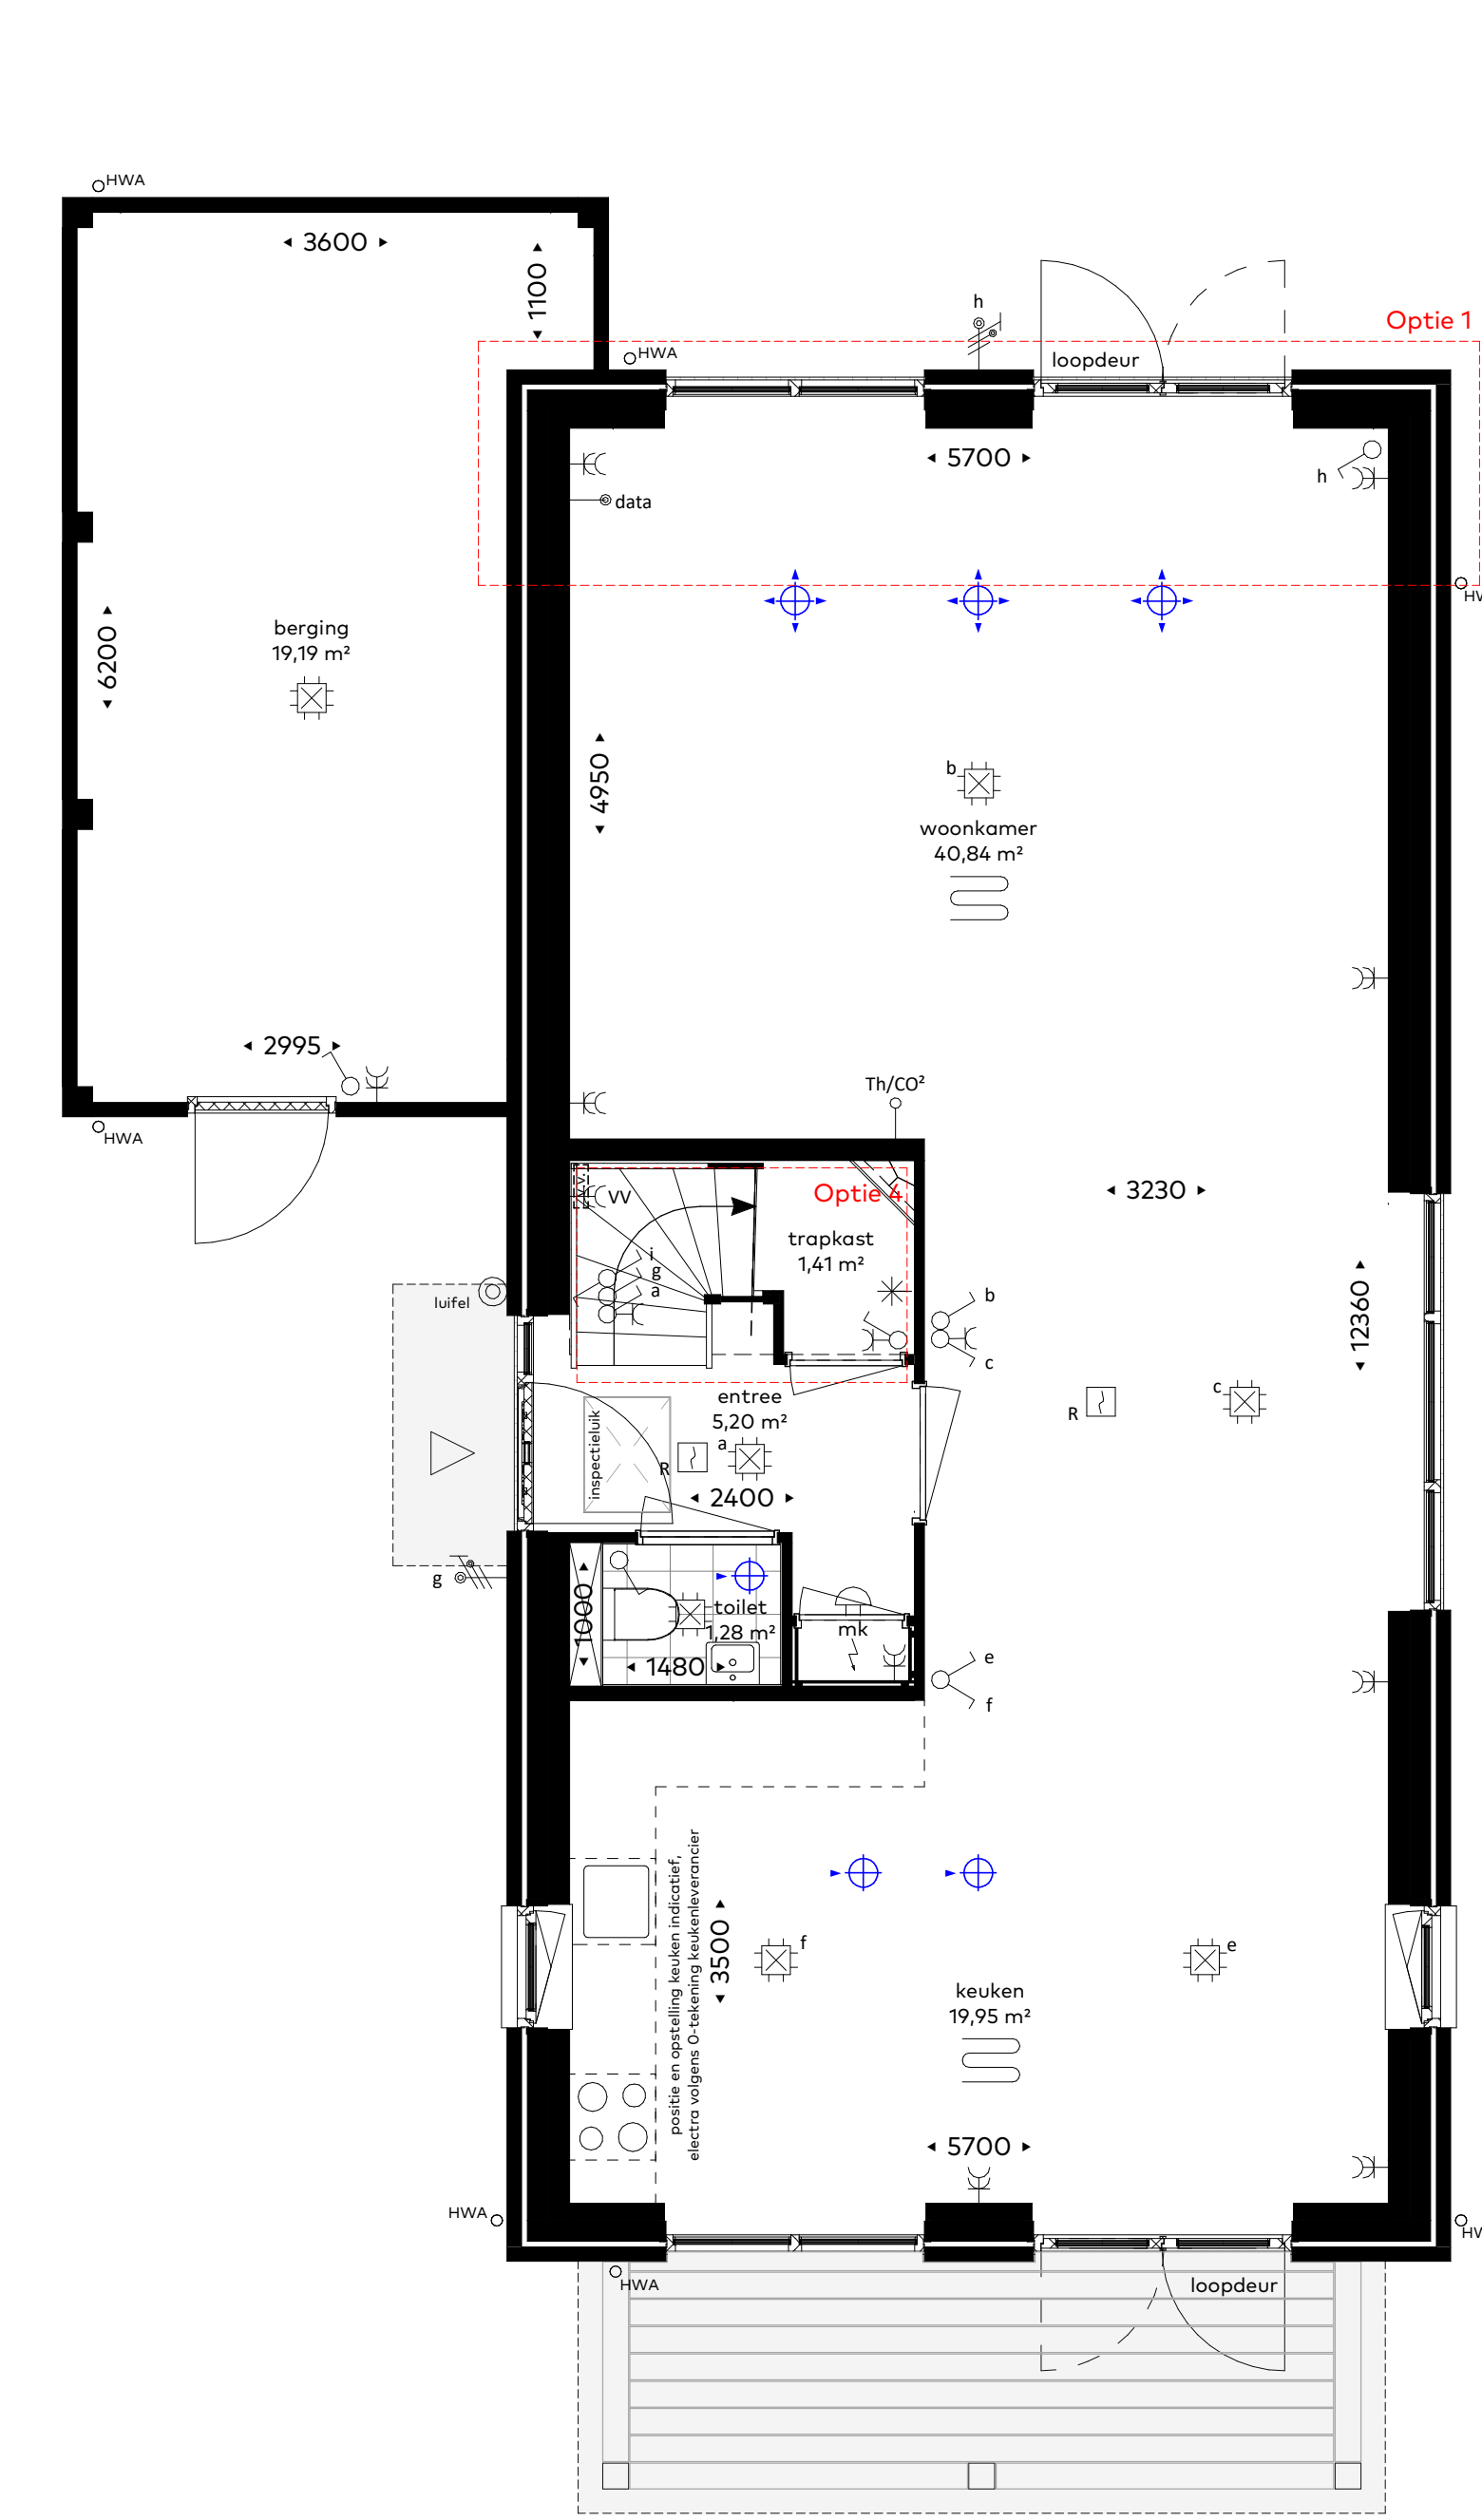 HWA
3600
1100
h
Optie 1
HWA
loopdeur
5700
h
data
HW
berging
19,19 m²
6200
4950
b
woonkamer
40,84 m²
2995
Th/CO²
HWA
VV
Optie 4
3230
trapkast
1,41 m²
i
g
a
luifel
b
c
12360
entree
5,20 m²
c
R
a
R
inspectieluik
2400
g
1000
toilet
1,28 m²
mk
1480
e
f
positie en opstelling keuken indicatief,
electra volgens 0-tekening keukenleverancier
3500
f
e
keuken
19,95 m²
5700
HWA
HW
HWA
loopdeur